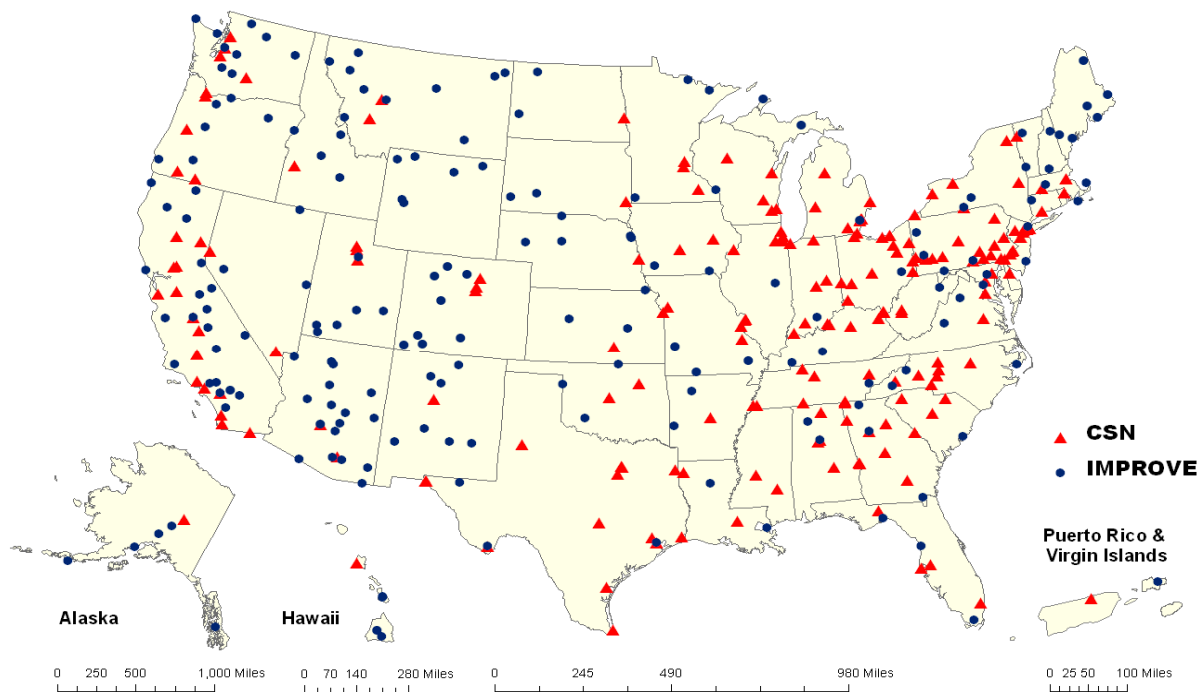 CSN
IMPROVE
Puerto Rico &
Virgin Islands
Alaska
Hawaii
0 250 500 1,000 Miles
0 70 140 280 Miles
0 245 490 980 Miles
0 25 50 100 Miles